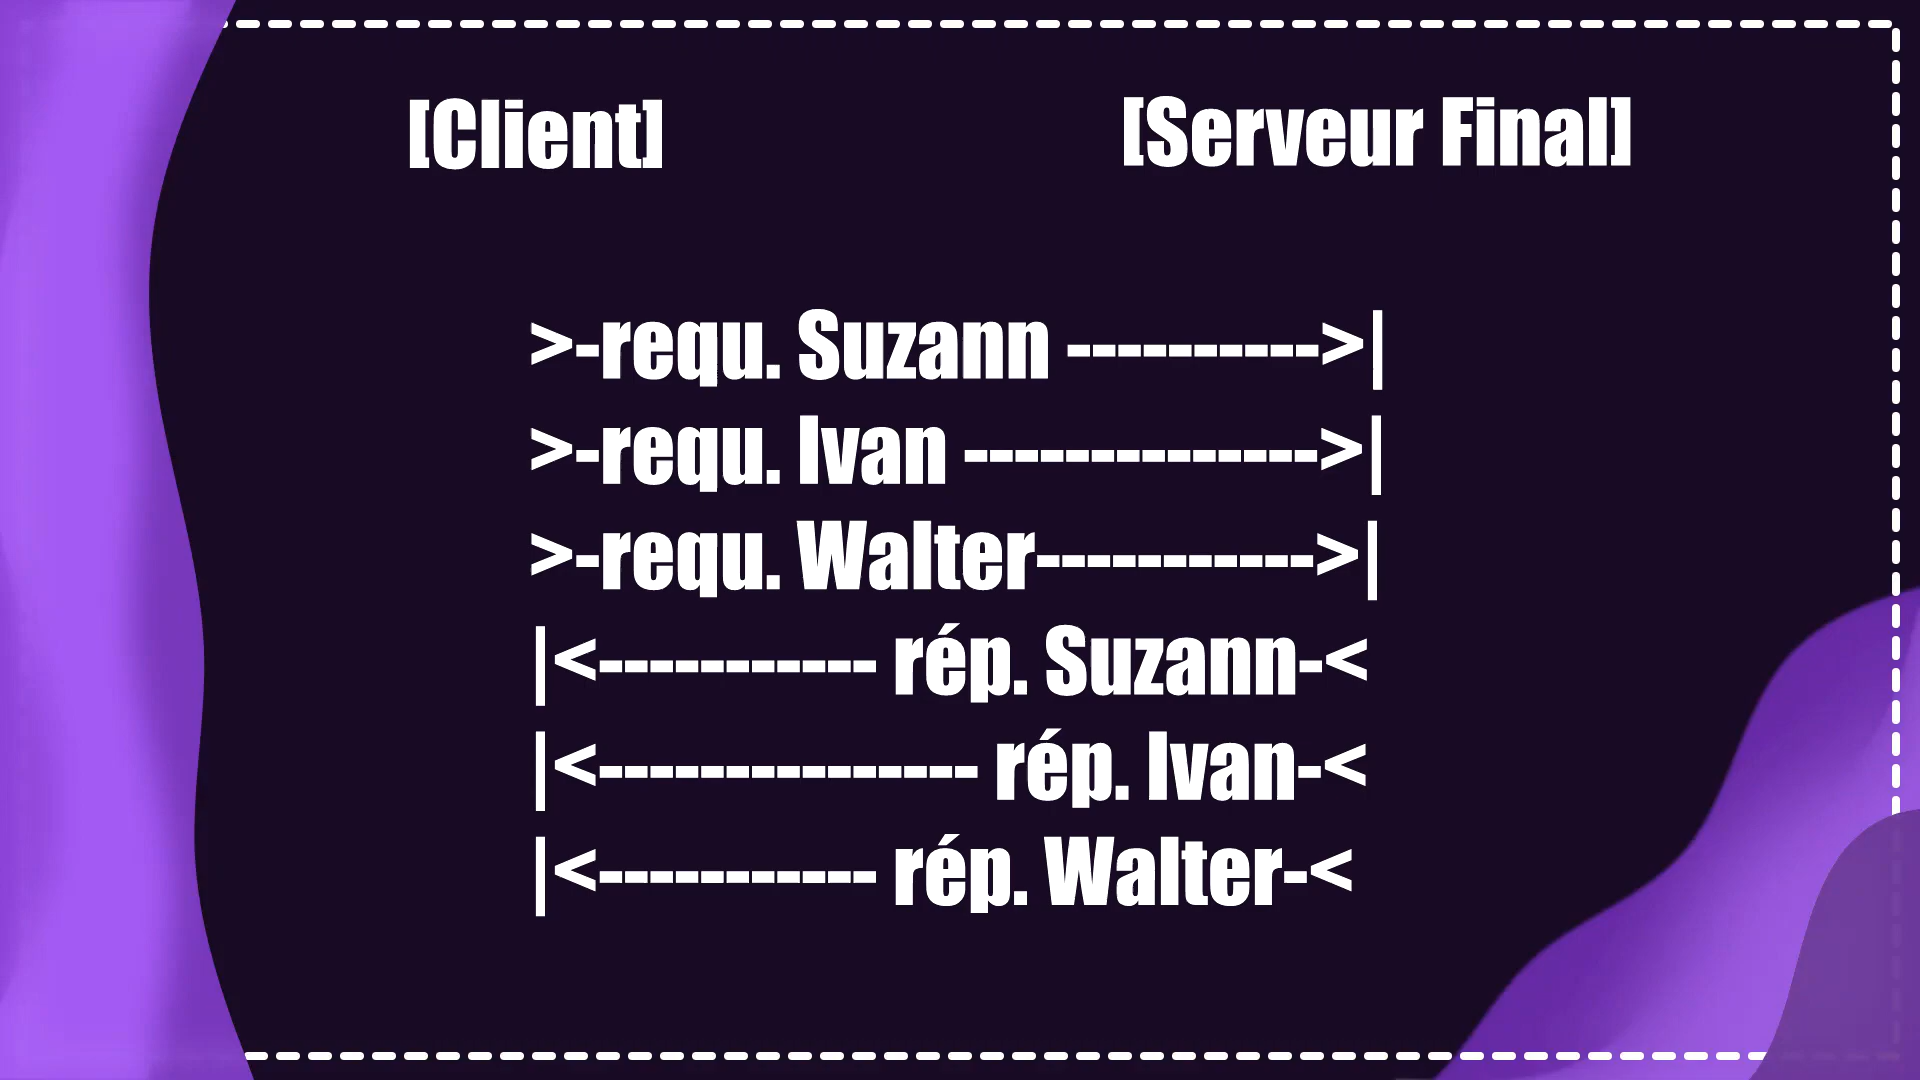 [Client]
[Serveur Final]
>-requ. Suzann ---------->|
>-requ. Ivan -------------->|
>-requ. Walter----------->|
|<----------- rép. Suzann-<
|<--------------- rép. Ivan-<
|<----------- rép. Walter-<